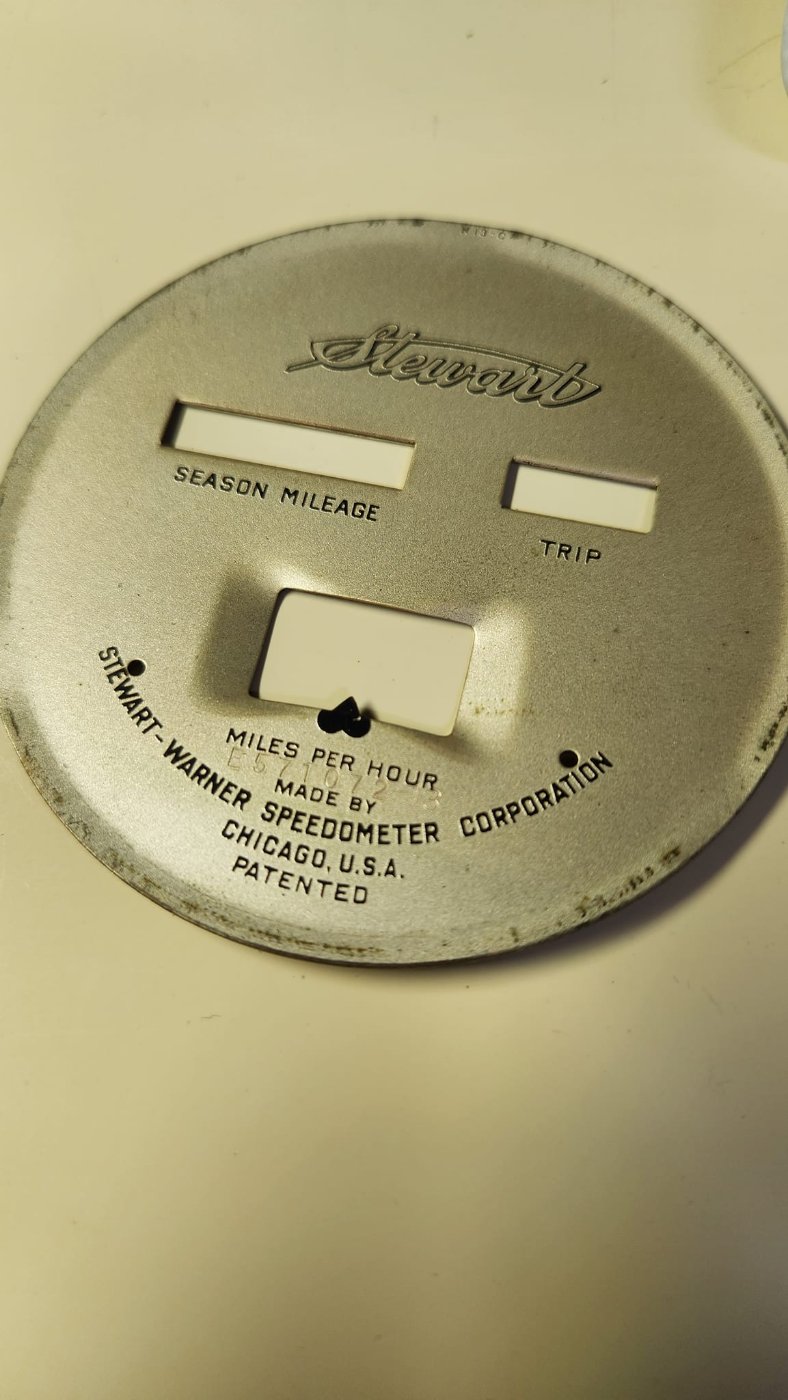 Stewart
SEASON MILEAGE
TRIP
MILES PER HOUR
MADE BY
STEWART-WARNER SPEEDOMETER CORPORATION
CHICAGO, U.S.A.
PATENTED